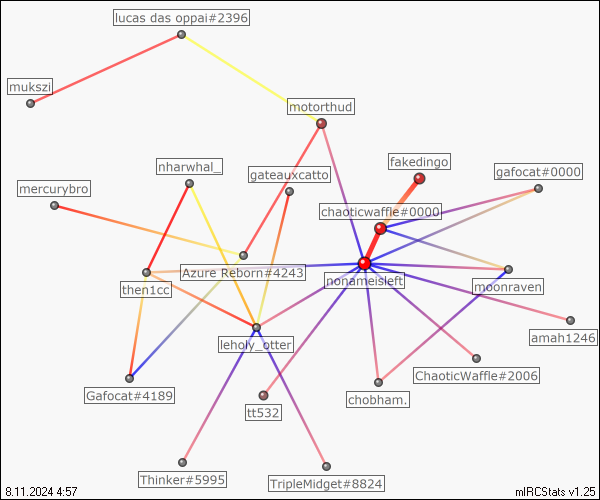 lucas das oppai#2396
mukszi
motorthud
nharwhal_
gateauxcatto
fakedingo
gafocat#0000
mercurybro
chaoticwaffle#0000
Azure Reborn#4243
nonameisleft
then1cc
moonraven
leholy_otter
amah1246
ChaoticWaffle#2006
Gafocat#4189
chobham.
tt532
Thinker#5995
TripleMidget#8824
8.11.2024 4:57
mIRCStats v1.25